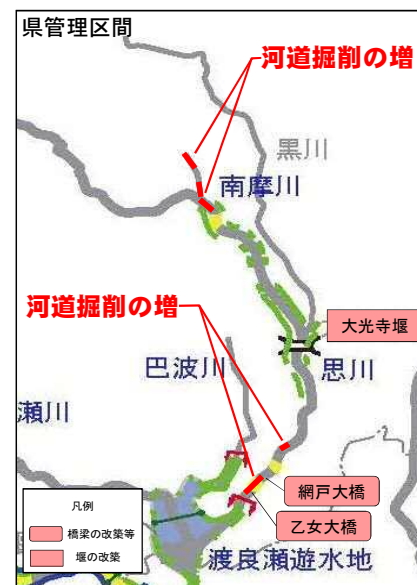 県管理区間
河道掘削の増
黒川
南摩川
河道掘削の増
大光寺堰
巴波川
思川
瀬川
網戸大橋
乙女大橋
凡例
橋梁の改築等
堰の改築
渡良瀬遊水地